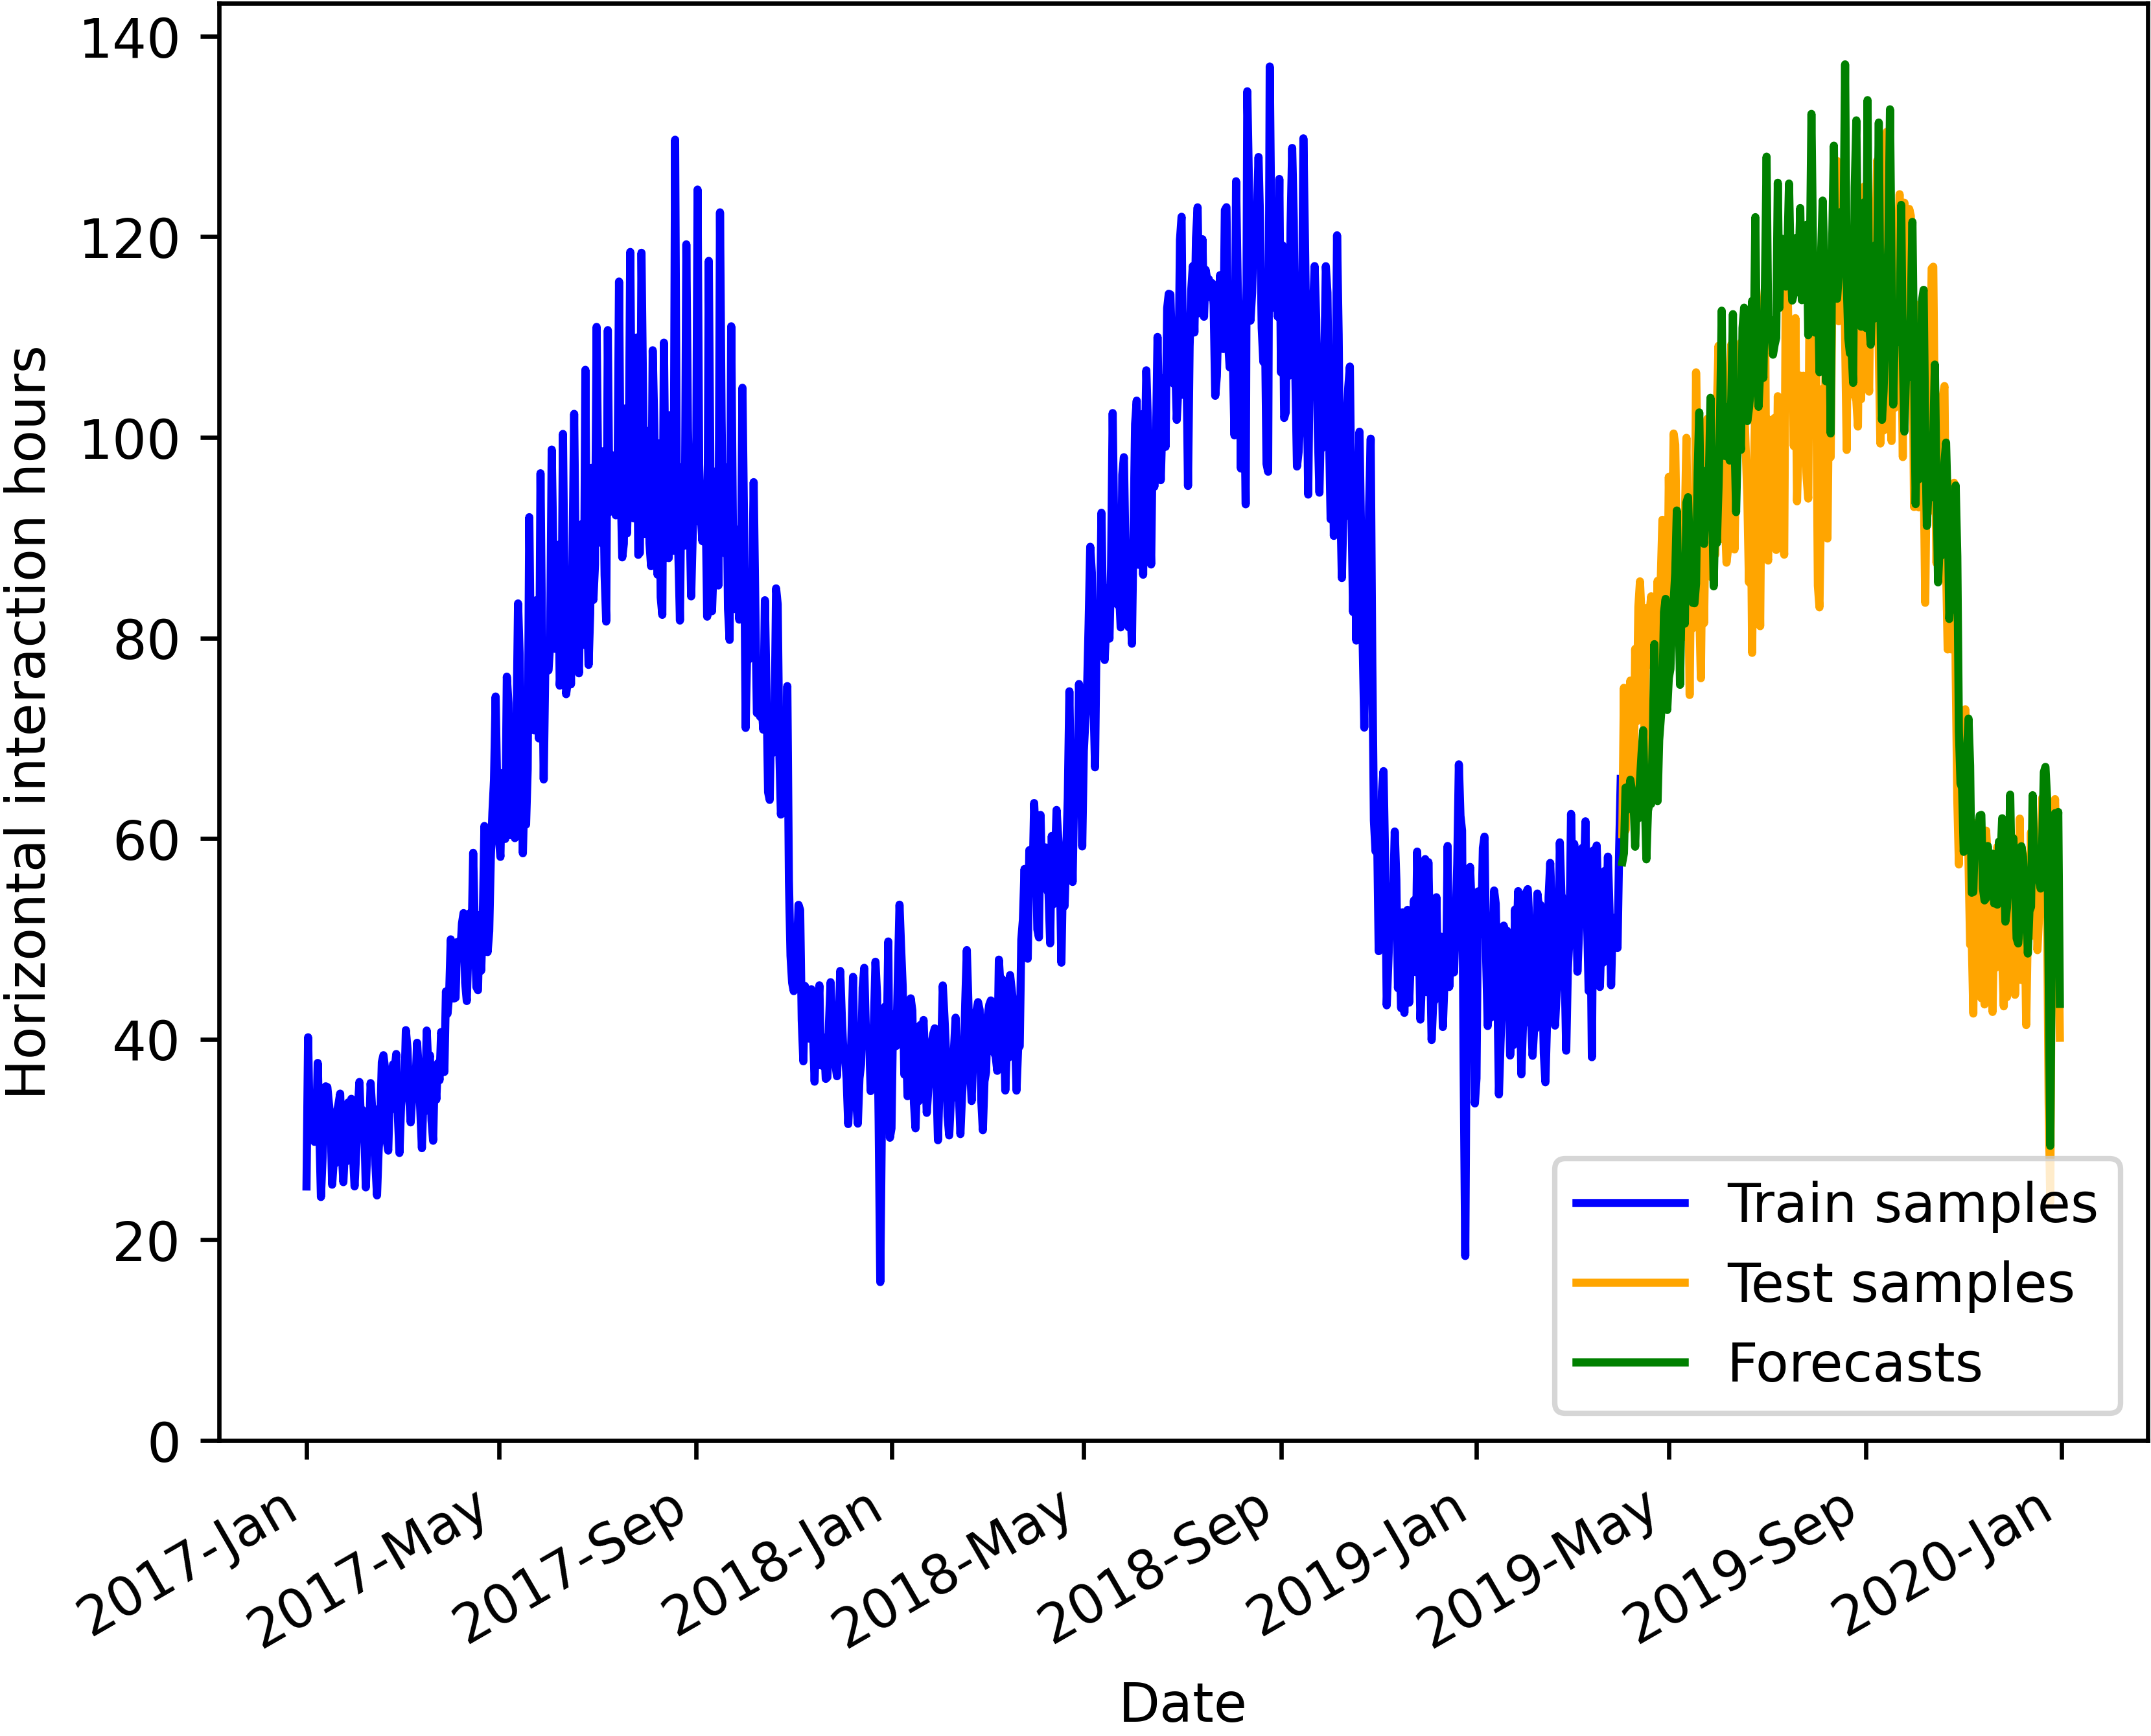 Horizontal interaction hours
140
120
100
80
60
40
20
0
Train samples
Test samples
Forecasts
2017-Jan
2017-May
2017-Sep
2018-Jan
2018-May
2018-Sep
2019-Jan
2019-May
2019-Sep
2020-Jan
Date